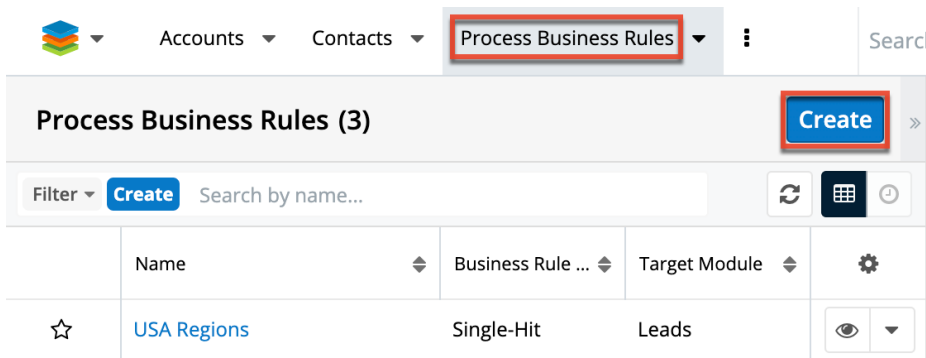 Accounts Contacts Process Business Rules Searc
Process Business Rules (3) Create
Filter Create Search by name...
Name Business Rule ... Target Module
USA Regions Single-Hit Leads